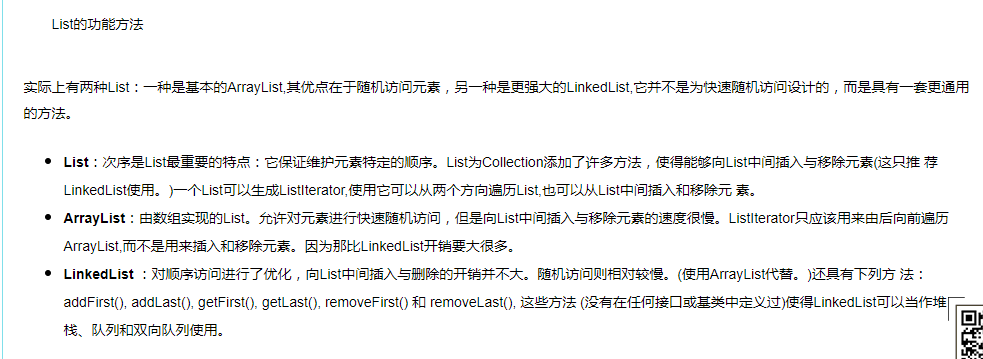 List的功能方法
实际上有两种List：一种是基本的ArrayList,其优点在于随机访问元素，另一种是更强大的LinkedList,它并不是为快速随机访问设计的，而是具有一套更通用
的方法。
List：次序是List最重要的特点：它保证维护元素特定的顺序。List为Collection添加了许多方法，使得能够向List中间插入与移除元素(这只推 荐
LinkedList使用。)一个List可以生成ListIterator,使用它可以从两个方向遍历List,也可以从List中间插入和移除元 素。
ArrayList：由数组实现的List。允许对元素进行快速随机访问，但是向List中间插入与移除元素的速度很慢。ListIterator只应该用来由后向前遍历
ArrayList,而不是用来插入和移除元素。因为那比LinkedList开销要大很多。
LinkedList ：对顺序访问进行了优化，向List中间插入与删除的开销并不大。随机访问则相对较慢。(使用ArrayList代替。)还具有下列方 法：
addFirst(), addLast(), getFirst(), getLast(), removeFirst() 和 removeLast(), 这些方法 (没有在任何接口或基类中定义过)使得LinkedList可以当作堆
栈、队列和双向队列使用。